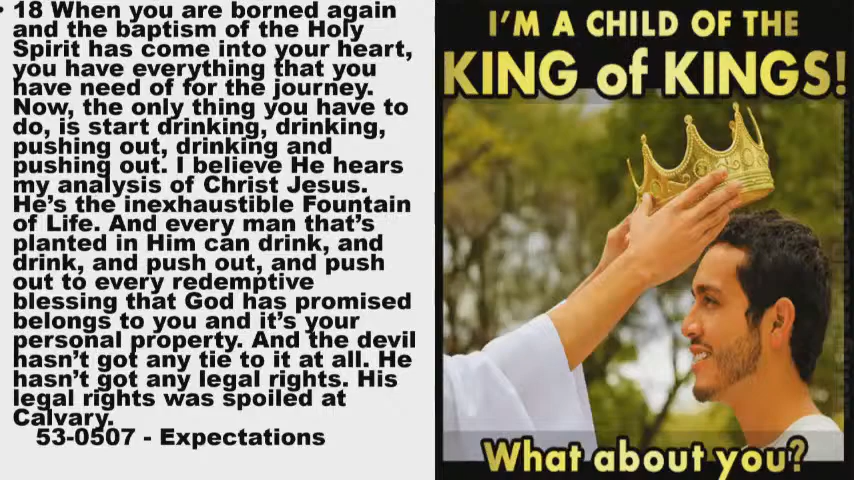 • 18 When you are borned again
and the baptism of the Holy
Spirit has come into your heart,
you have everything that you
have need of for the journey.
Now, the only thing you have to
do, is start drinking, drinking,
pushing out, drinking and
pushing out. I believe He hears
my analysis of Christ Jesus.
He's the inexhaustible Fountain
of Life. And every man that's
planted in Him can drink, and
drink, and push out, and push
out to every redemptive
blessing that God has promised
belongs to you and it's your
personal property. And the devil
hasn't got any tie to it at all. He
hasn't got any legal rights. His
legal rights was spoiled at
Calvary.
53-0507 - Expectations
I'M A CHILD OF THE
KING of KINGS!
What about you?